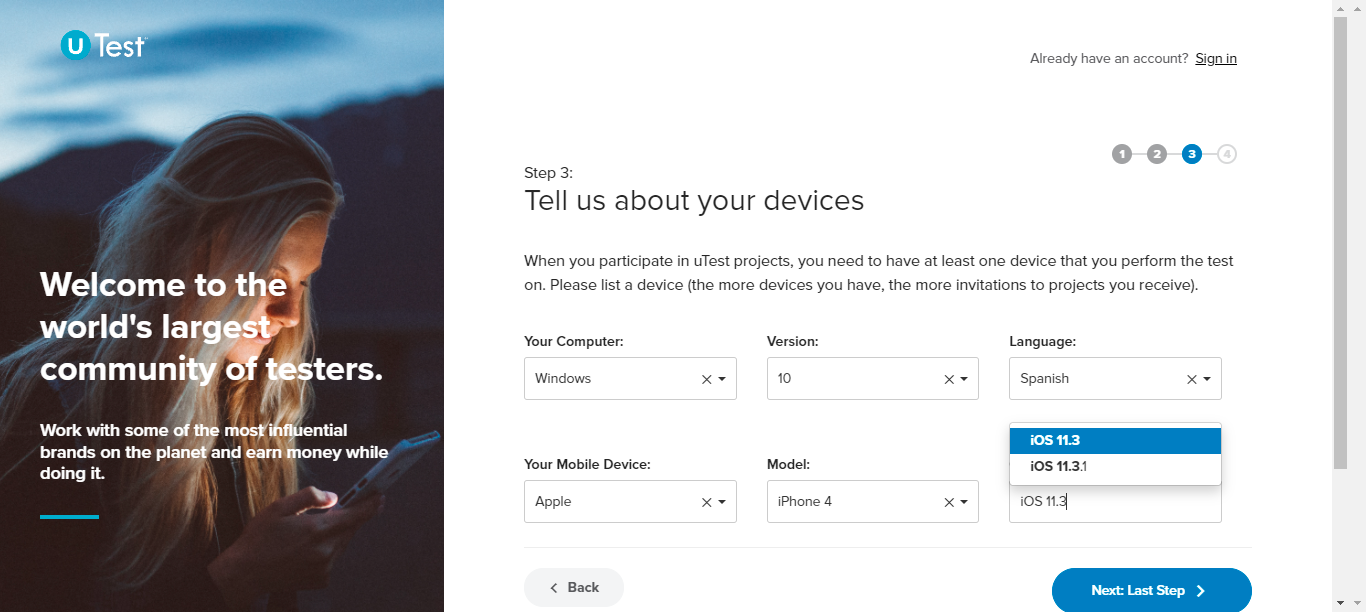 uTest
Already have an account? Sign in
1 2 3 4
Step 3:
Tell us about your devices
Welcome to the
world's largest
community of testers.
Work with some of the most influential
brands on the planet and earn money while
doing it.
When you participate in uTest projects, you need to have at least one device that you perform the test
on. Please list a device (the more devices you have, the more invitations to projects you receive).
Your Computer: Version: Language:
Windows 10 Spanish
iOS 11.3
iOS 11.3.1
Your Mobile Device: Model:
Apple iPhone 4 iOS 11.3
Back
Next: Last Step